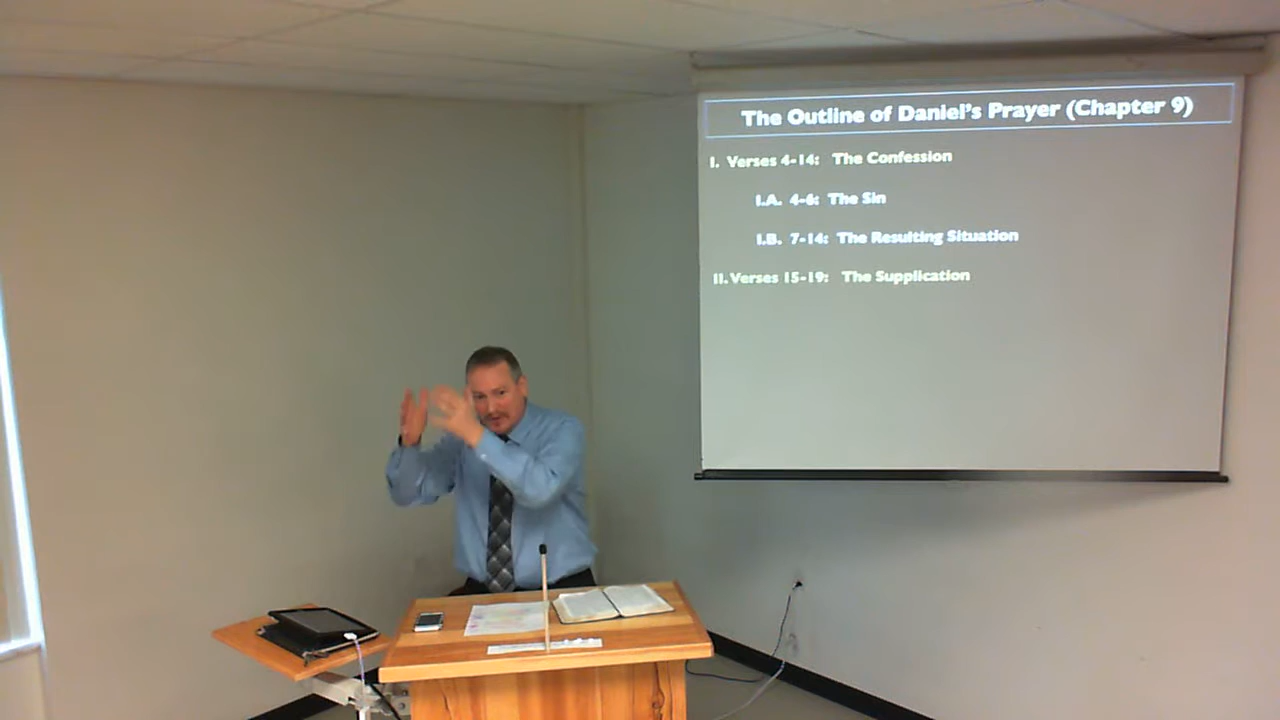 The Outline of Daniel's Prayer (Chapter 9)
I. Verses 4-14: The Confession
I.A. 4-6: The Sin
I.B. 7-14: The Resulting Situation
II. Verses 15-19: The Supplication